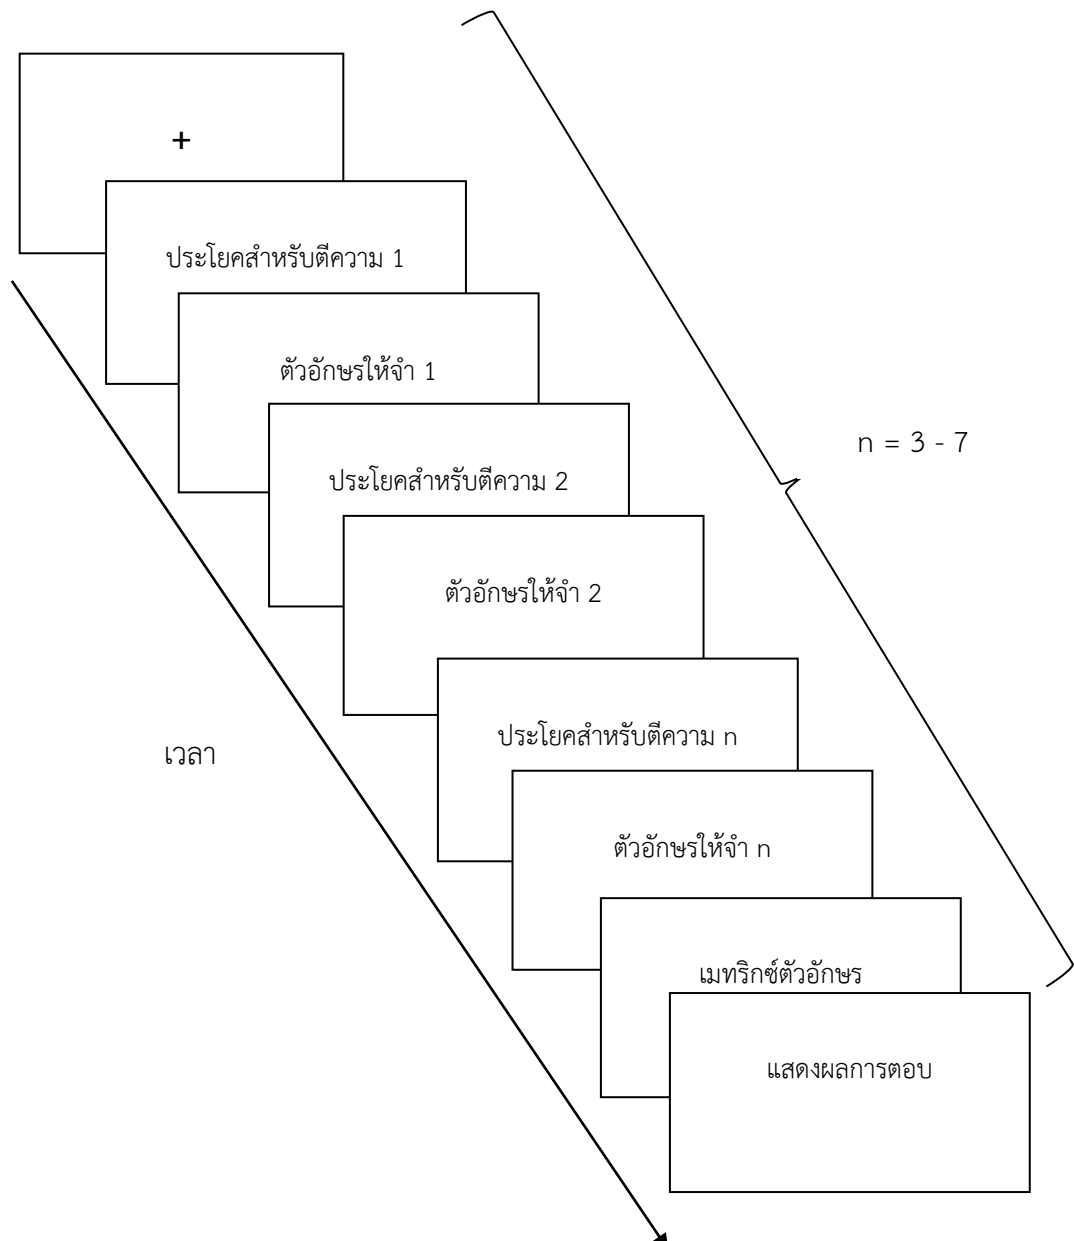 +
ประโยคสำหรับตีความ 1
ตัวอักษรให้จำ 1
ประโยคสำหรับตีความ 2
n = 3 - 7
ตัวอักษรให้จำ 2
ประโยคสำหรับตีความ n
เวลา
ตัวอักษรให้จำ n
เมทริกซ์ตัวอักษร
แสดงผลการตอบ